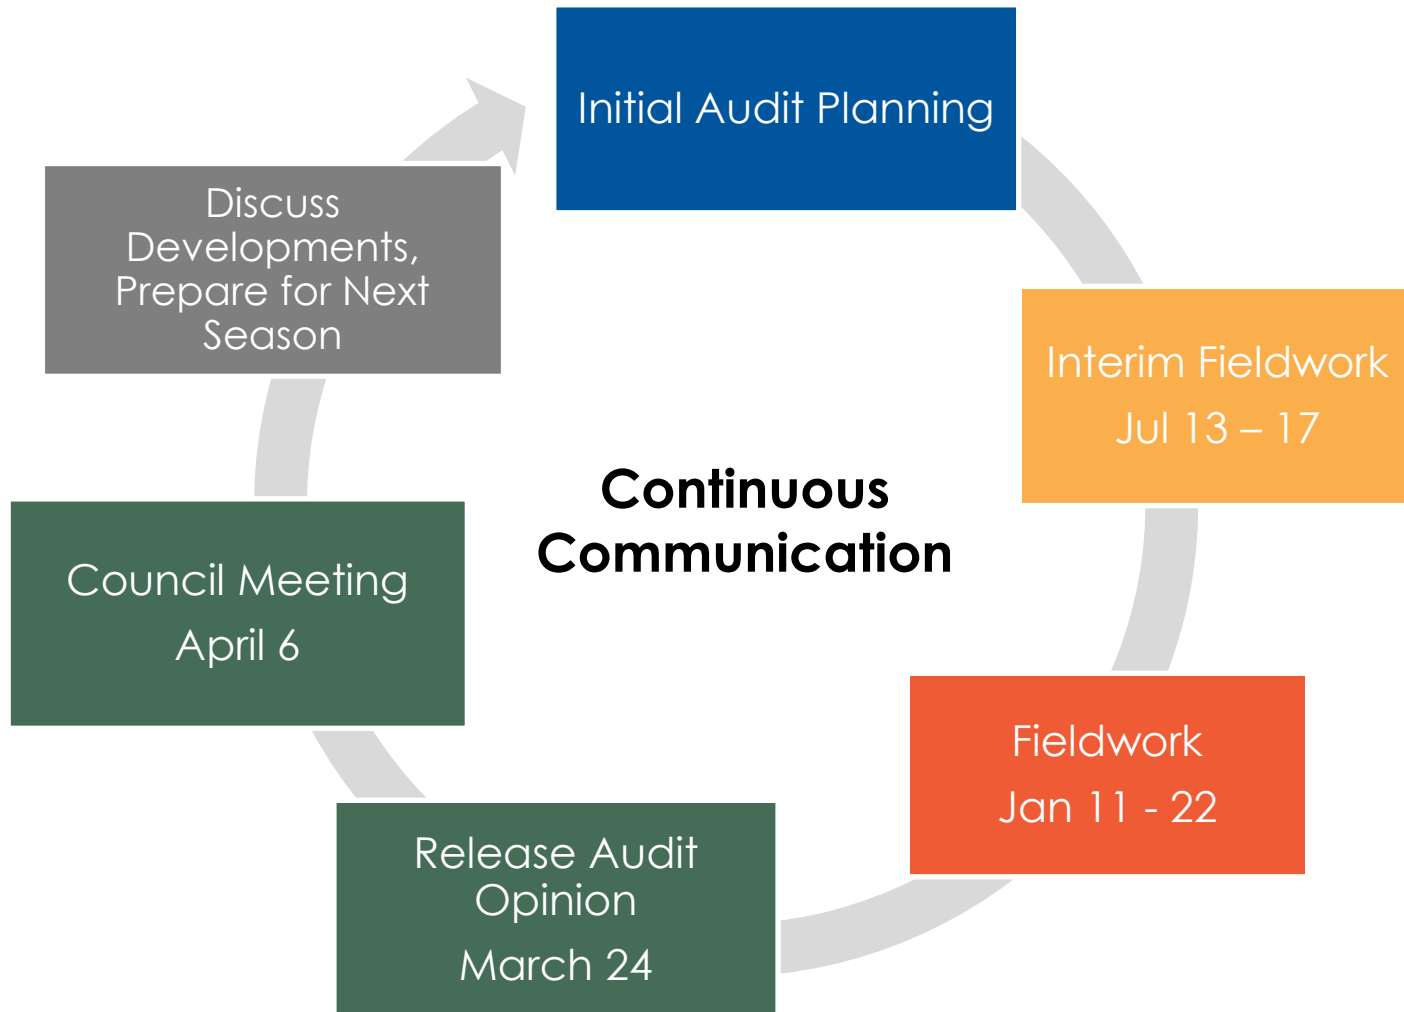 Initial Audit Planning
Interim Fieldwork
Jul 13 – 17
Fieldwork
Jan 11 - 22
Release Audit
Opinion
March 24
Council Meeting
April 6
Discuss
Developments,
Prepare for Next
Season
Continuous
Communication